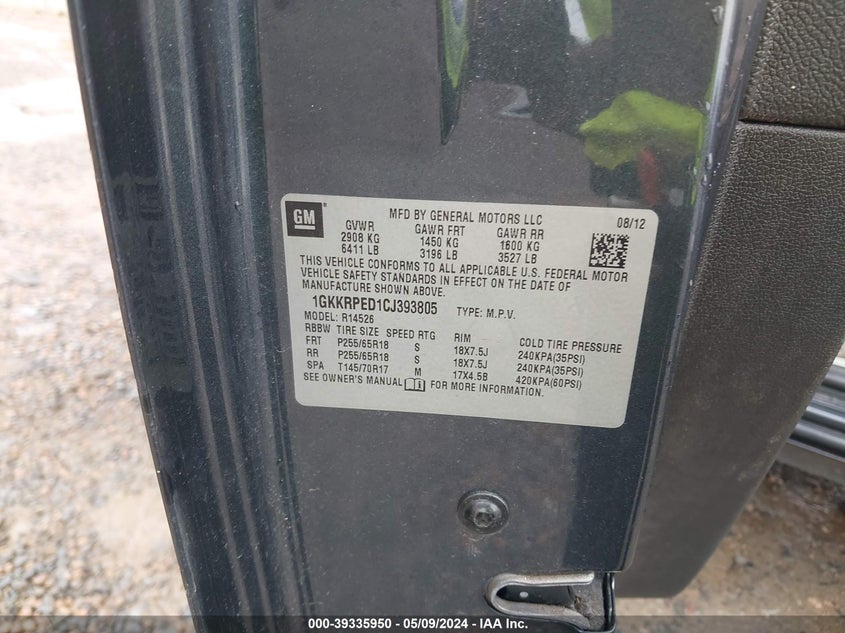 GM
MFD BY GENERAL MOTORS LLC 08/12
GVWR GAWR FRT GAWR RR
2908 KG 1450 KG 1600 KG
6411 LB 3196 LB 3527 LB
THIS VEHICLE CONFORMS TO ALL APPLICABLE U.S. FEDERAL MOTOR
VEHICLE SAFETY STANDARDS IN EFFECT ON THE DATE OF
MANUFACTURE SHOWN ABOVE.
1GKKRPED1CJ393805 TYPE: M.P.V.
MODEL: R14526
RBBW TIRE SIZE SPEED RTG RIM COLD TIRE PRESSURE
FRT P255/65R18 S 18X7.5J 240KPA(35PSI)
RR P255/65R18 S 18X7.5J 240KPA(35PSI)
SPA T145/70R17 M 17X4.5B 420KPA(60PSI)
SEE OWNER'S MANUAL FOR MORE INFORMATION.
000-39335950 - 05/09/2024 - IAA Inc.